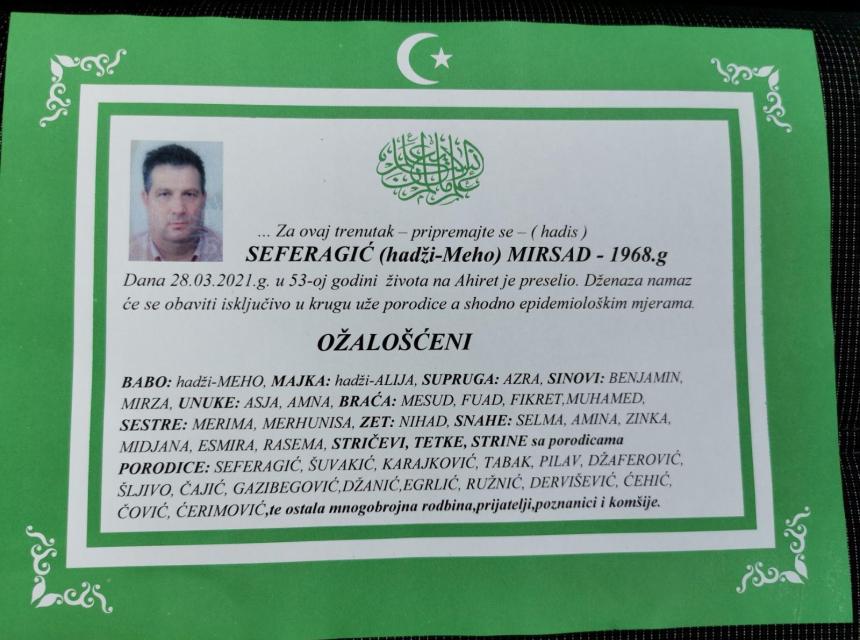 ... Za ovaj trenutak – pripremajte se – ( hadis )
SEFERAGIĆ (hadži-Meho) MIRSAD - 1968.g
Dana 28.03.2021.g. u 53-oj godini života na Ahiret je preselio. Dženaza namaz
će se obaviti isključivo u krugu uže porodice a shodno epidemiološkim mjerama.
OŽALOŠĆENI
BABO: hadži-MEHO, MAJKA: hadži-ALIJA, SUPRUGA: AZRA, SINOVI: BENJAMIN,
MIRZA, UNUKE: ASJA, AMNA, BRAĆA: MESUD, FUAD, FIKRET,MUHAMED,
SESTRE: MERIMA, MERHUNISA, ZET: NIHAD, SNAHE: SELMA, AMINA, ZINKA,
MIDJANA, ESMIRA, RASEMA, STRIČEVI, TETKE, STRINE sa porodicama
PORODICE: SEFERAGIĆ, ŠUVAKIĆ, KARAJKOVIĆ, TABAK, PILAV, DŽAFEROVIĆ,
ŠLJIVO, ČAJIĆ, GAZIBEGOVIĆ,DŽANIĆ,EGRLIĆ, RUŽNIĆ, DERVIŠEVIĆ, ĆEHIĆ,
ČOVIĆ, ĆERIMOVIĆ,te ostala mnogobrojna rodbina,prijatelji,poznanici i komšije.